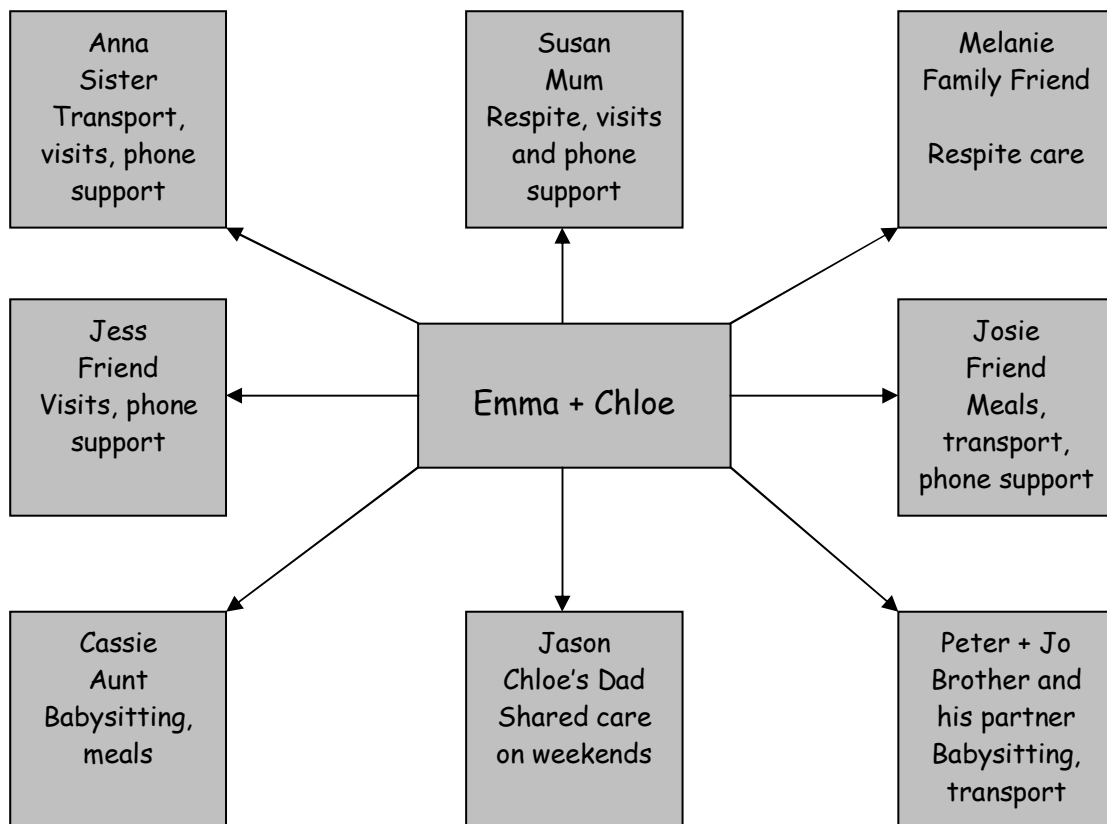 Anna
Sister
Transport,
visits, phone
support
Susan
Mum
Respite, visits
and phone
support
Melanie
Family Friend
Respite care
Jess
Friend
Visits, phone
support
Emma + Chloe
Josie
Friend
Meals,
transport,
phone support
Cassie
Aunt
Babysitting,
meals
Jason
Chloe's Dad
Shared care
on weekends
Peter + Jo
Brother and
his partner
Babysitting,
transport